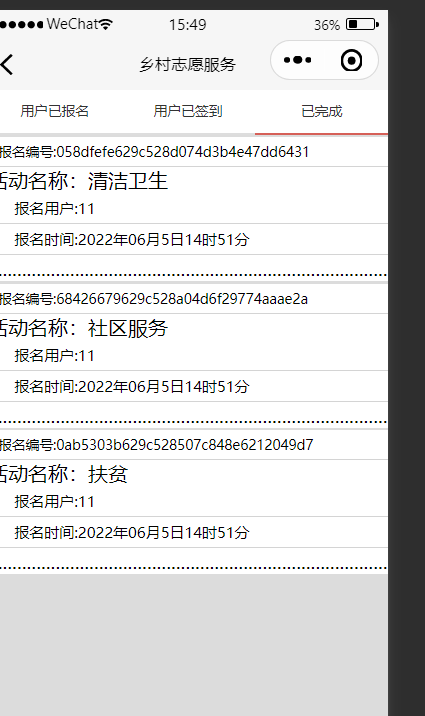 WeChat 15:49 36%
乡村志愿服务
用户已报名 用户已签到 已完成
报名编号:058dfefe629c528d074d3b4e47dd6431
活动名称：清洁卫生
报名用户:11
报名时间:2022年06月5日14时51分
报名编号:68426679629c528a04d6f29774aaae2a
活动名称：社区服务
报名用户:11
报名时间:2022年06月5日14时51分
报名编号:0ab5303b629c528507c848e6212049d7
活动名称：扶贫
报名用户:11
报名时间:2022年06月5日14时51分